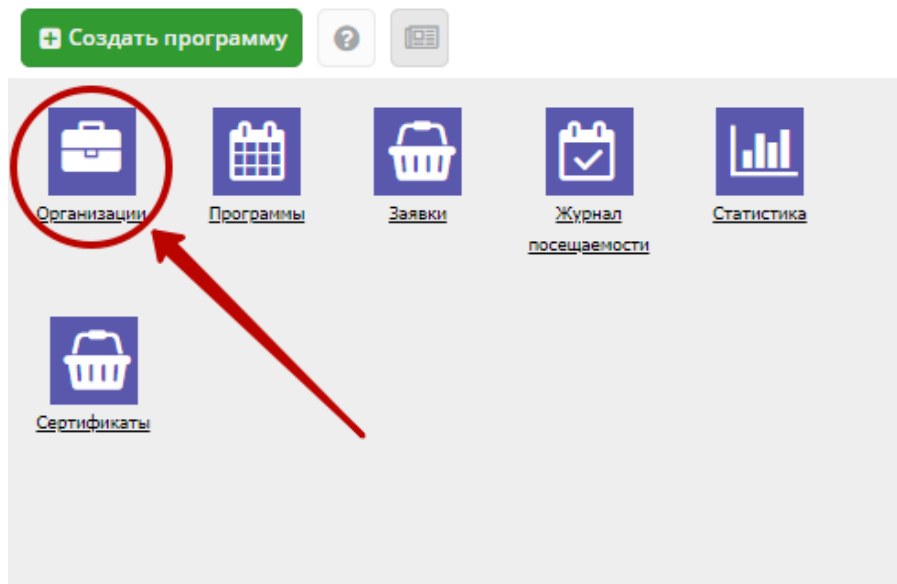 Создать программу
Организации
Программы
Заявки
Журнал
посещаемости
Статистика
Сертификаты